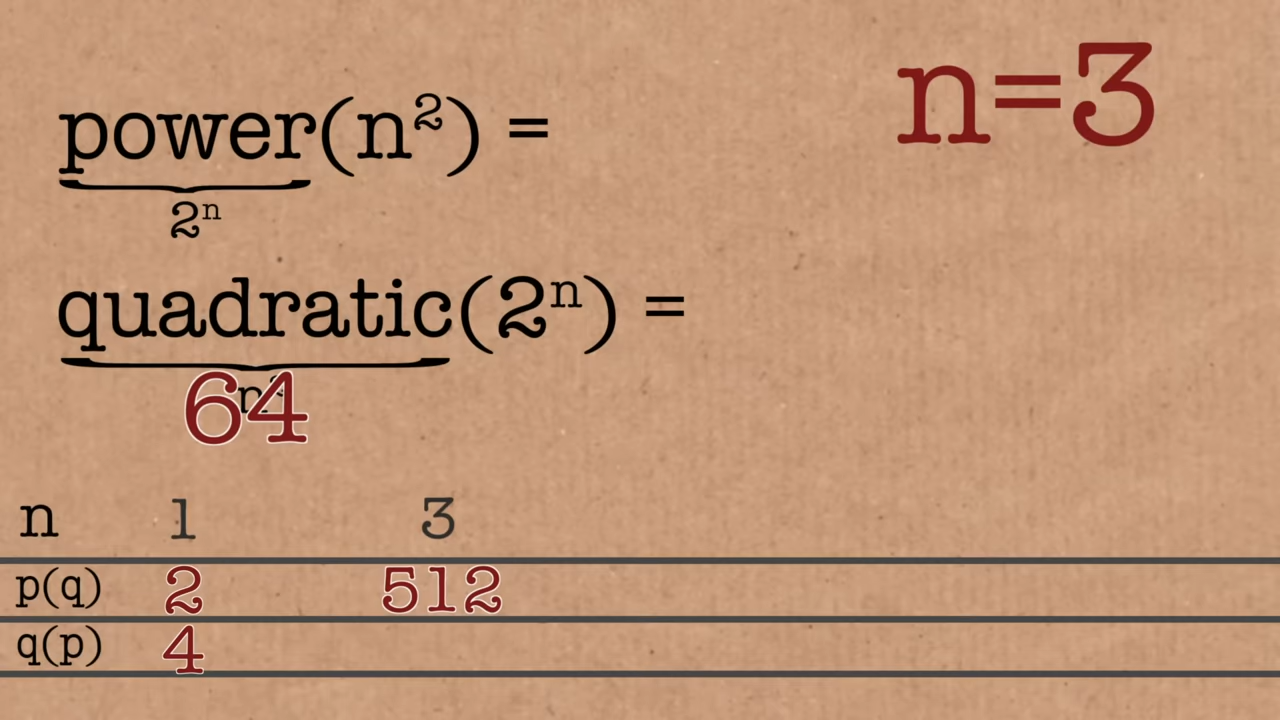 power(n²) =
n=3
2ⁿ
quadratic(2ⁿ) =
64
n 1 3
p(q) 2 512
q(p) 4